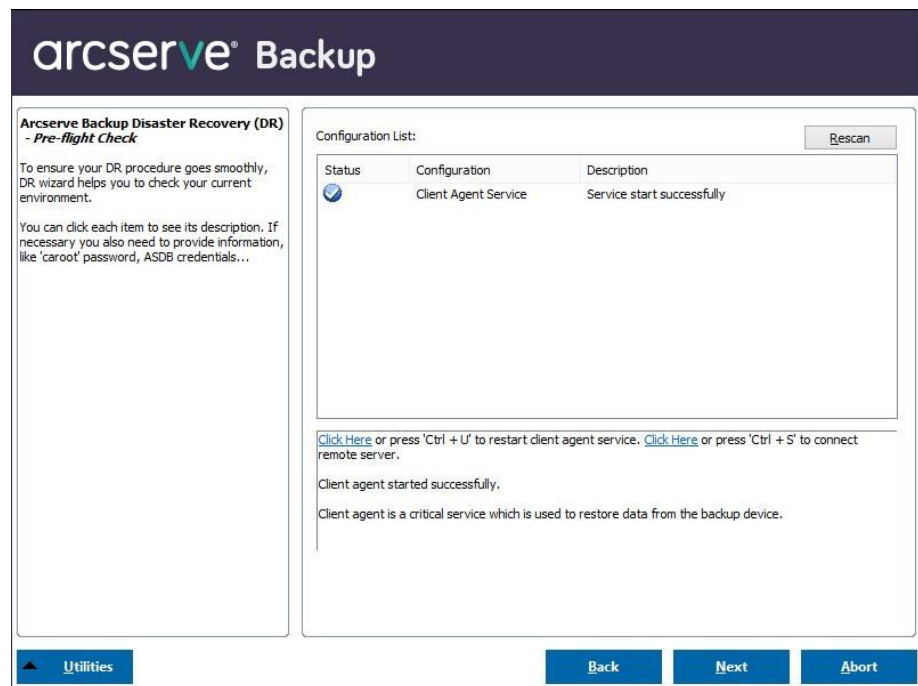 arcserve® Backup
Arcserve Backup Disaster Recovery (DR)
- Pre-flight Check
To ensure your DR procedure goes smoothly,
DR wizard helps you to check your current
environment.
You can click each item to see its description. If
necessary you also need to provide information,
like 'caroot' password, ASDB credentials...
Configuration List:
Rescan
Status Configuration Description
Client Agent Service Service start successfully
Click Here or press 'Ctrl + U' to restart client agent service. Click Here or press 'Ctrl + S' to connect
remote server.
Client agent started successfully.
Client agent is a critical service which is used to restore data from the backup device.
Utilities Back Next Abort